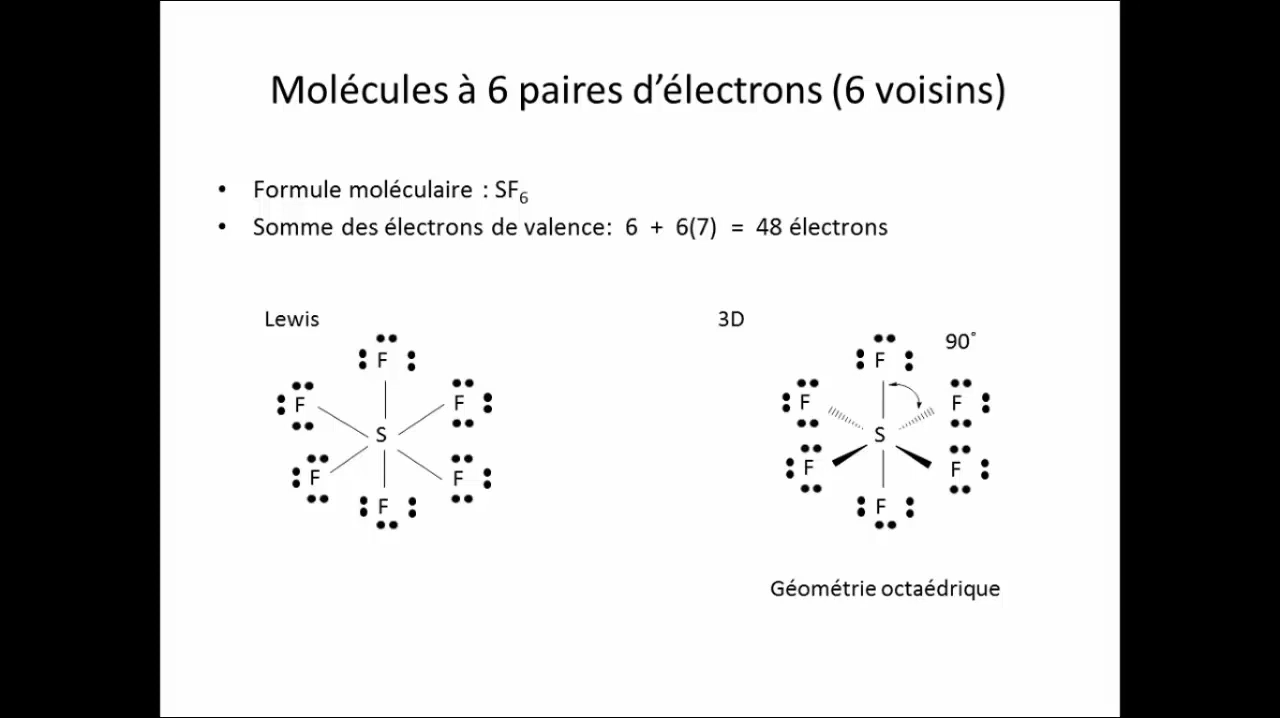 Molécules à 6 paires d’électrons (6 voisins)
• Formule moléculaire : SF₆
• Somme des électrons de valence: 6 + 6(7) = 48 électrons
Lewis
F
F
F
S
F
F
F
3D
90°
F
F
F
S
F
F
F
Géométrie octaédrique